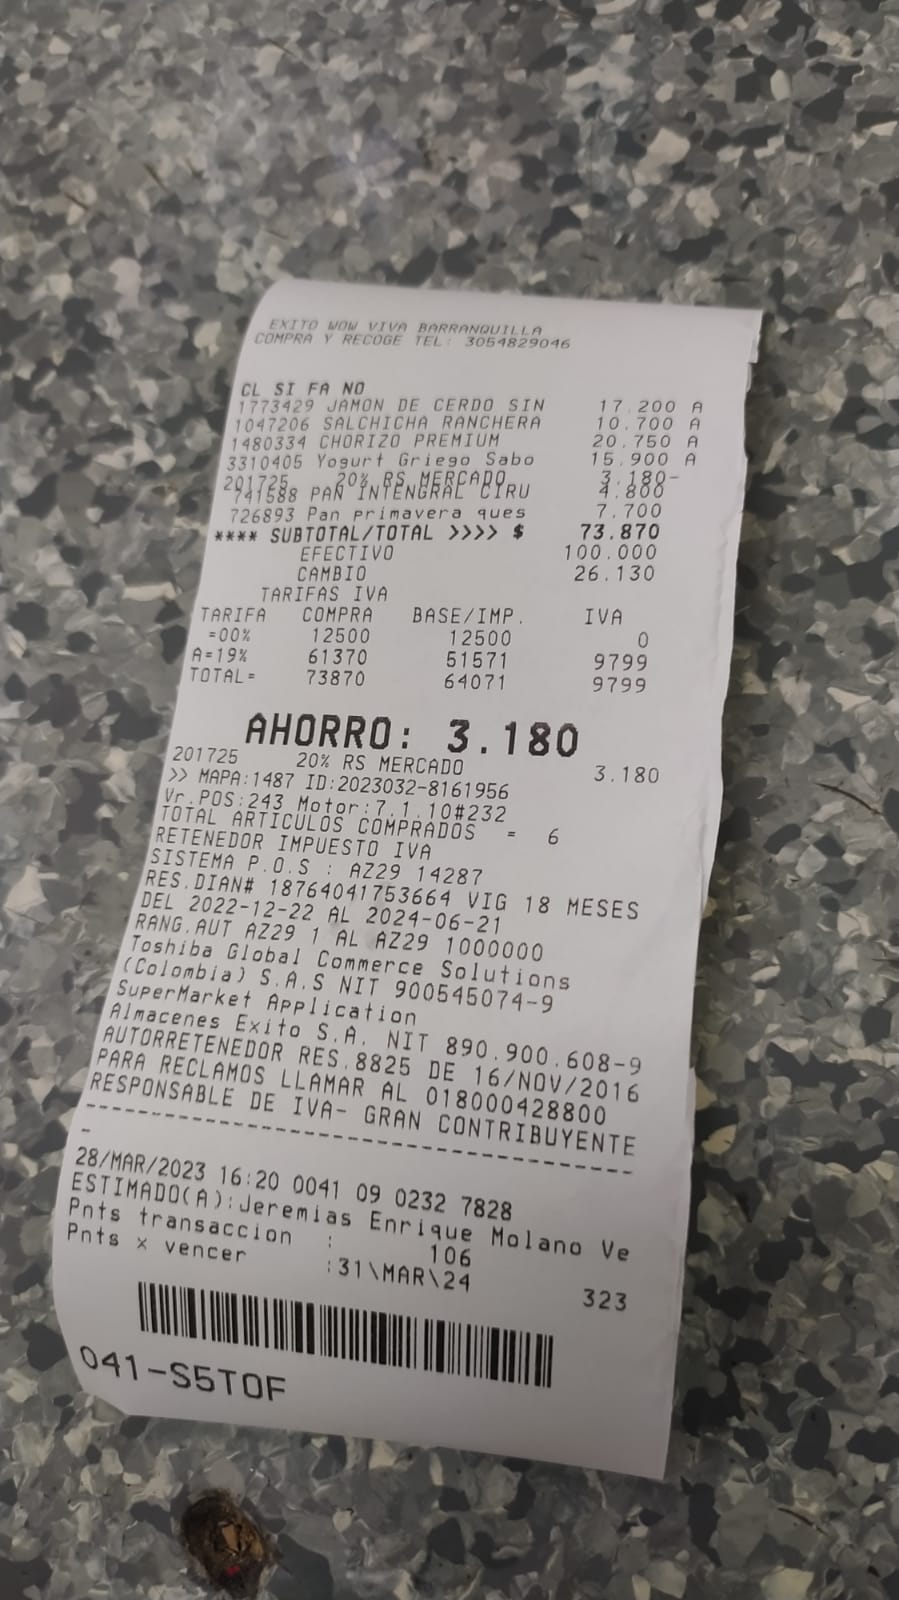 EXITO WOW VIVA BARRANQUILLA
COMPRA Y RECOGE TEL: 3054829046
CL SI FA NO
1773429 JAMON DE CERDO SIN 17.200 A
1047206 SALCHICHA RANCHERA 10.700 A
1480334 CHORIZO PREMIUM 20.750 A
3310405 Yogurt Griego Sabo 15.900 A
201725 20% RS MERCADO 3.180-
741588 PAN INTENGRAL CIRU 4.800
726893 Pan primavera ques 7.700
**** SUBTOTAL/TOTAL >>>> $ 73.870
EFECTIVO 100.000
CAMBIO 26.130
TARIFAS IVA
TARIFA COMPRA BASE/IMP. IVA
=00% 12500 12500 0
A=19% 61370 51571 9799
TOTAL= 73870 64071 9799
AHORRO: 3.180
201725 20% RS MERCADO 3.180
>> MAPA:1487 ID:2023032-8161956
Vr.POS:243 Motor:7.1.10#232
TOTAL ARTICULOS COMPRADOS = 6
RETENEDOR IMPUESTO IVA
SISTEMA P.O.S : AZ29 14287
RES.DIAN# 18764041753664 VIG 18 MESES
DEL 2022-12-22 AL 2024-06-21
RANG.AUT AZ29 1 AL AZ29 1000000
Toshiba Global Commerce Solutions
(Colombia) S.A.S NIT 900545074-9
SuperMarket Application
Almacenes Exito S.A. NIT 890.900.608-9
AUTORRETENEDOR RES.8825 DE 16/NOV/2016
PARA RECLAMOS LLAMAR AL 018000428800
RESPONSABLE DE IVA- GRAN CONTRIBUYENTE
--------------------------------------
-
28/MAR/2023 16:20 0041 09 0232 7828
ESTIMADO(A):Jeremias Enrique Molano Ve
Pnts transaccion : 106
Pnts x vencer :31\MAR\24 323
041-S5TOF